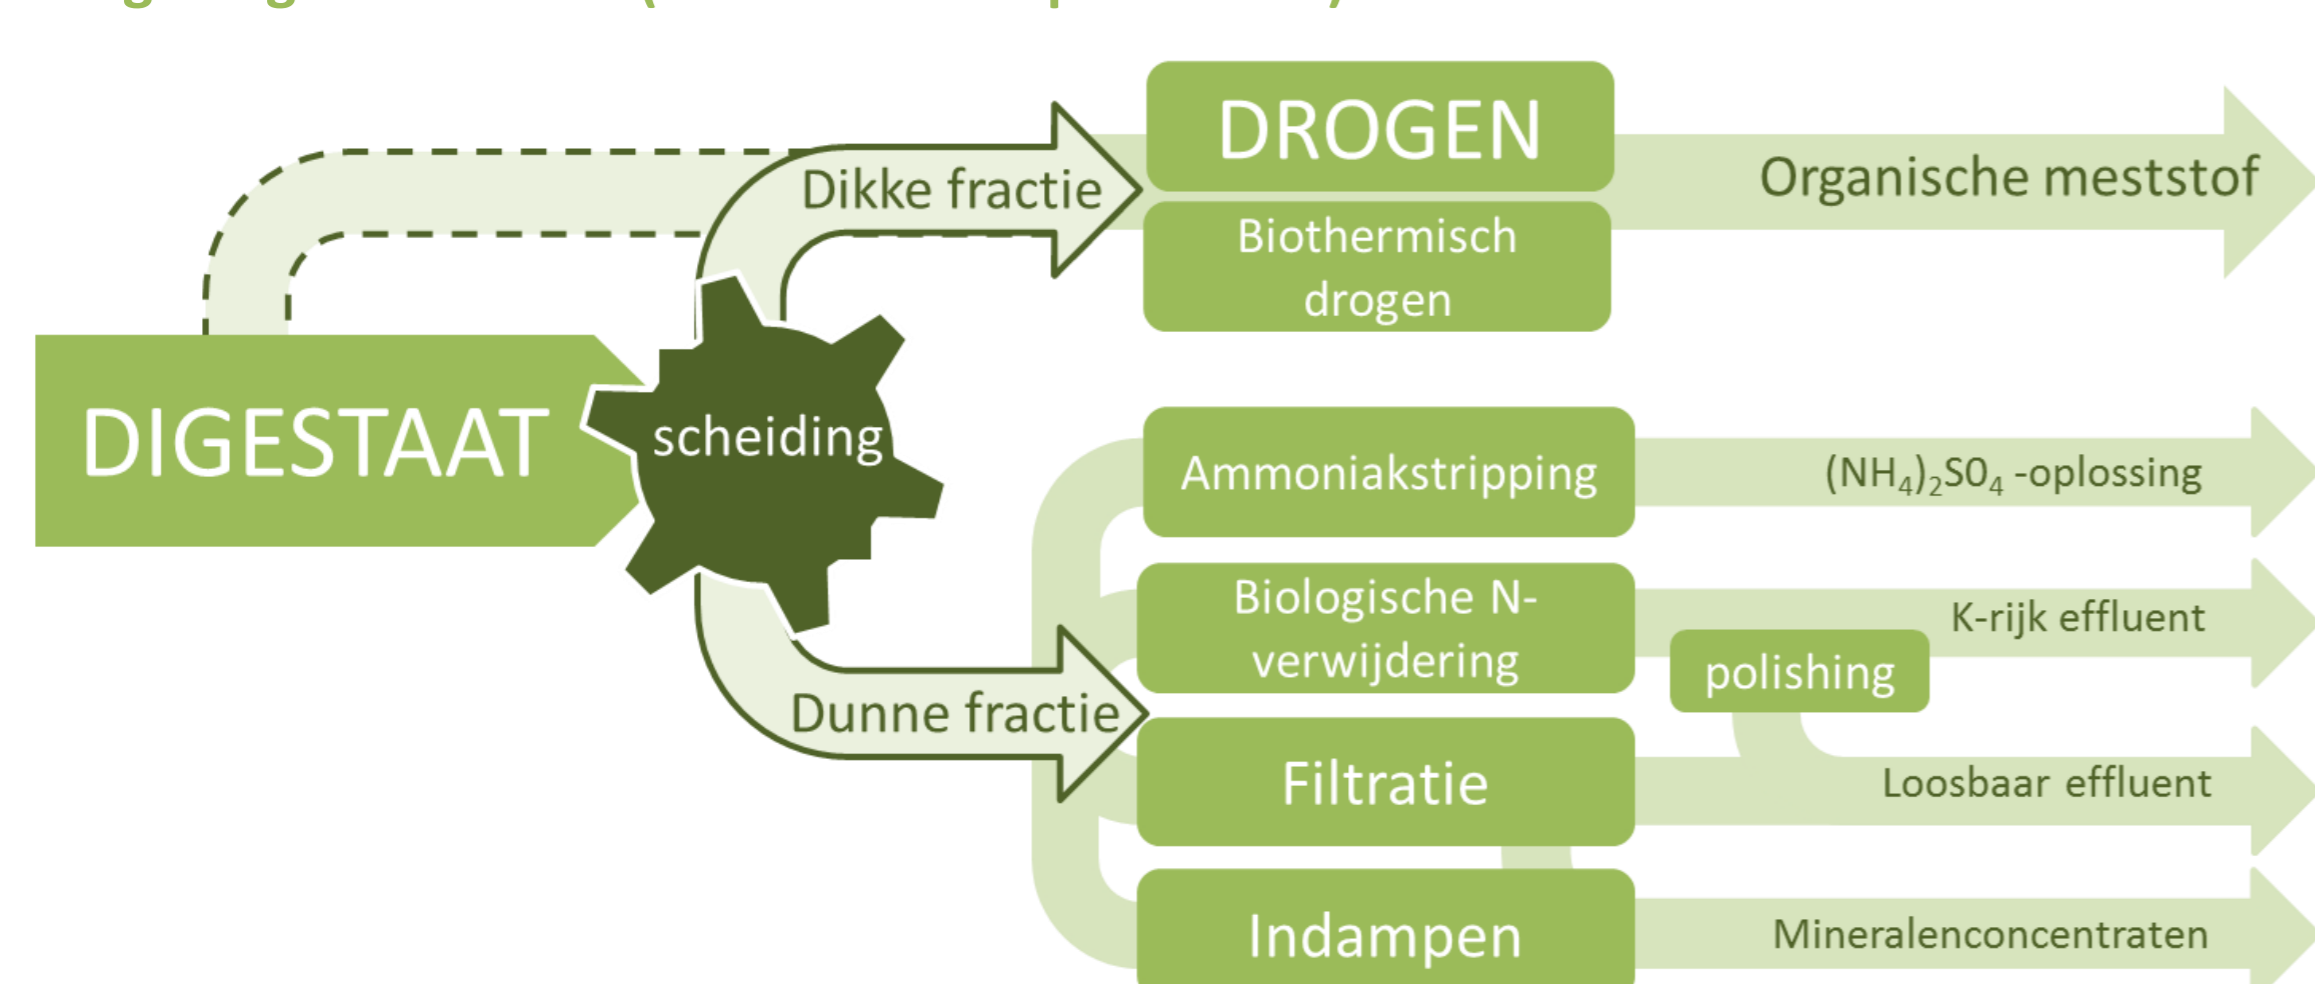 DROGEN
Dikke fractie
Organische meststof
Biothermisch
drogen
DIGESTAAT
scheiding
Ammoniakstripping
(NH₄)₂S0₄ -oplossing
Biologische N-
verwijdering
K-rijk effluent
polishing
Dunne fractie
Filtratie
Loosbaar effluent
Indampen
Mineralenconcentraten